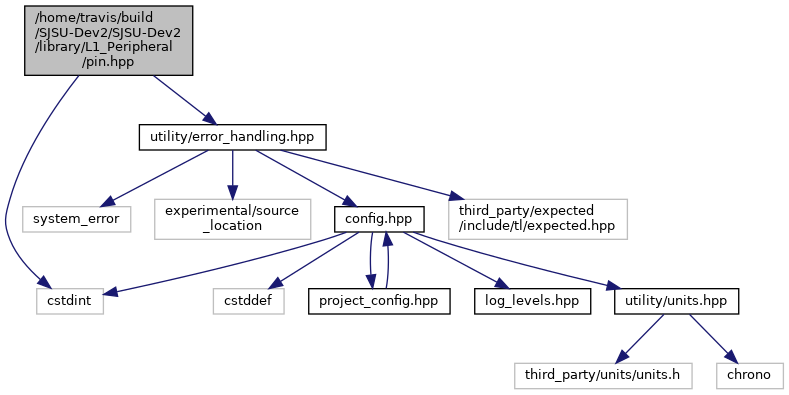 /home/travis/build
/SJSU-Dev2/SJSU-Dev2
/library/L1_Peripheral
/pin.hpp
utility/error_handling.hpp
system_error
experimental/source
_location
config.hpp
third_party/expected
/include/tl/expected.hpp
cstdint
cstddef
project_config.hpp
log_levels.hpp
utility/units.hpp
third_party/units/units.h
chrono